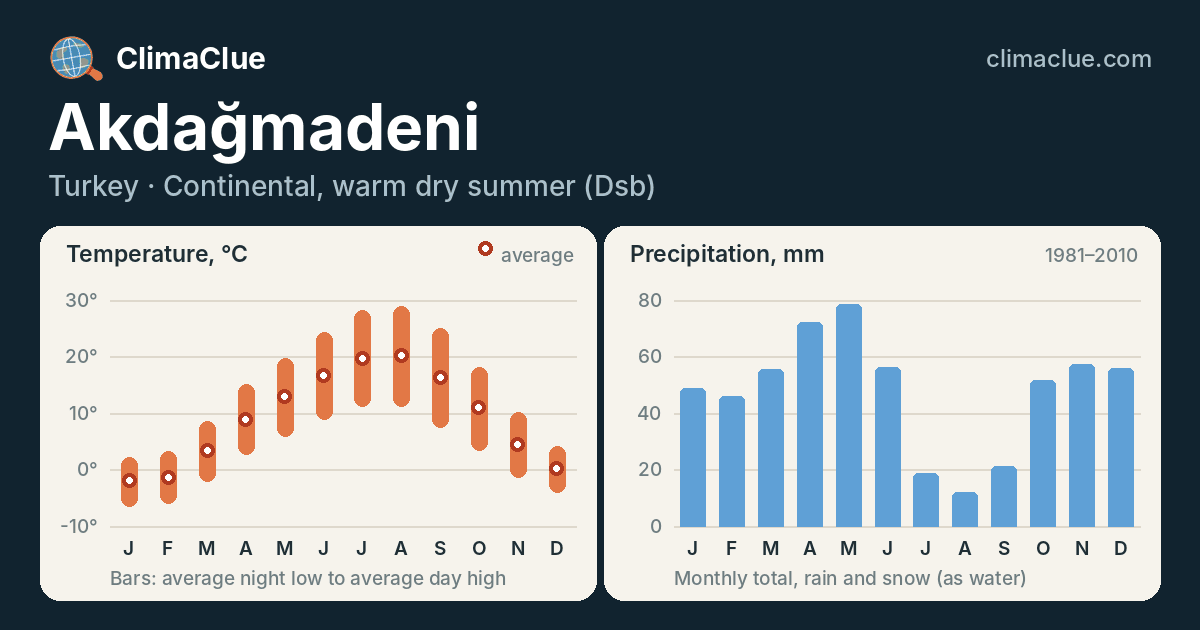 ClimaClue
climaclue.com
Akdağmadeni
Turkey · Continental, warm dry summer (Dsb)
Temperature, °C
average
30°
20°
10°
0°
-10°
J F M A M J J A S O N D
Bars: average night low to average day high
Precipitation, mm
1981–2010
80
60
40
20
0
J F M A M J J A S O N D
Monthly total, rain and snow (as water)